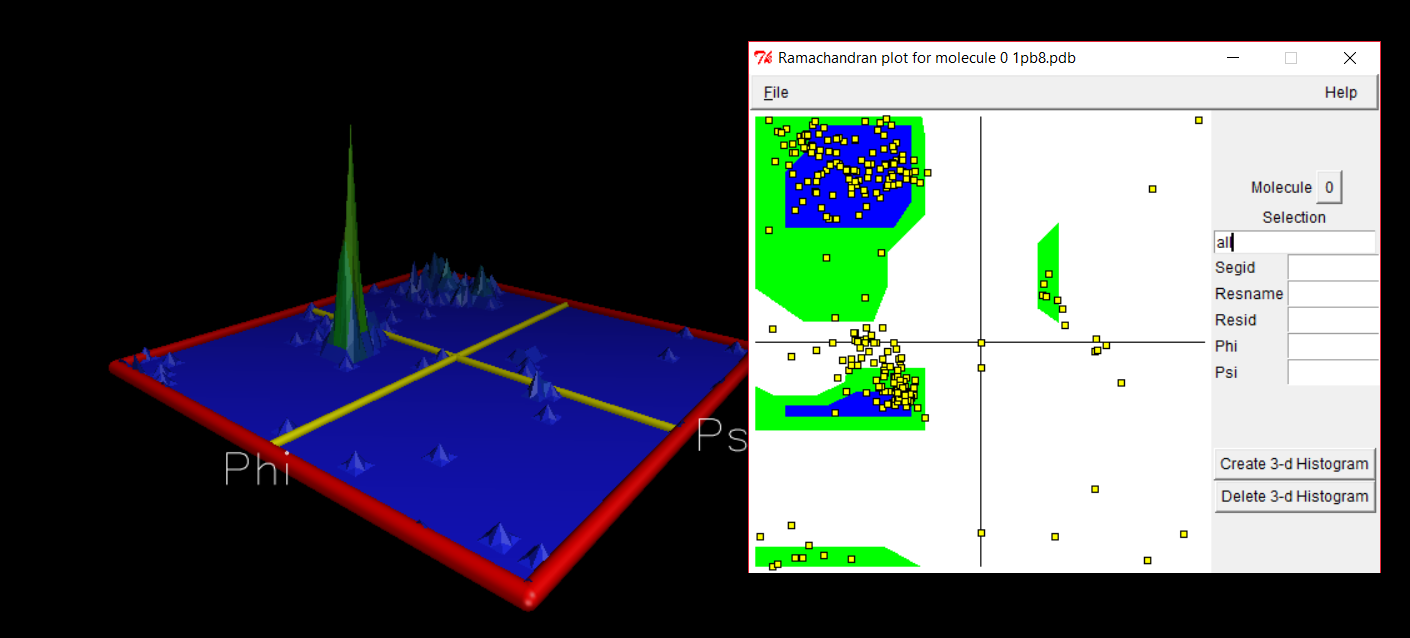 Ramachandran plot for molecule 0 1pb8.pdb
File Help
Molecule 0
Selection
all
Segid
Resname
Resid
Phi
Psi
Create 3-d Histogram
Delete 3-d Histogram
Phi
Ps